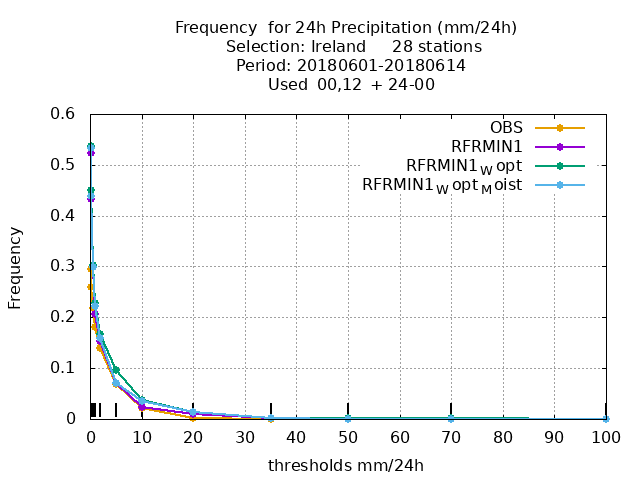 Frequency  for 24h Precipitation (mm/24h)
Selection: Ireland     28 stations
Period: 20180601-20180614
Used  00,12  + 24-00
OBS
RFRMIN1
RFRMIN1Wopt
RFRMIN1WoptMoist
Frequency
0.6
0.5
0.4
0.3
0.2
0.1
0
0 10 20 30 40 50 60 70 80 90 100
thresholds mm/24h